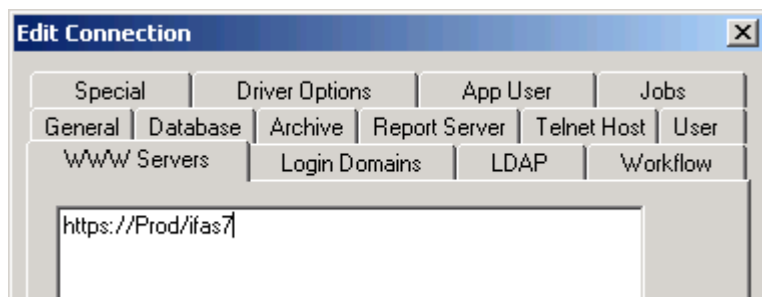 Edit Connection
Special Driver Options App User Jobs
General Database Archive Report Server Telnet Host User
WWW Servers Login Domains LDAP Workflow
https://Prod/ifas7